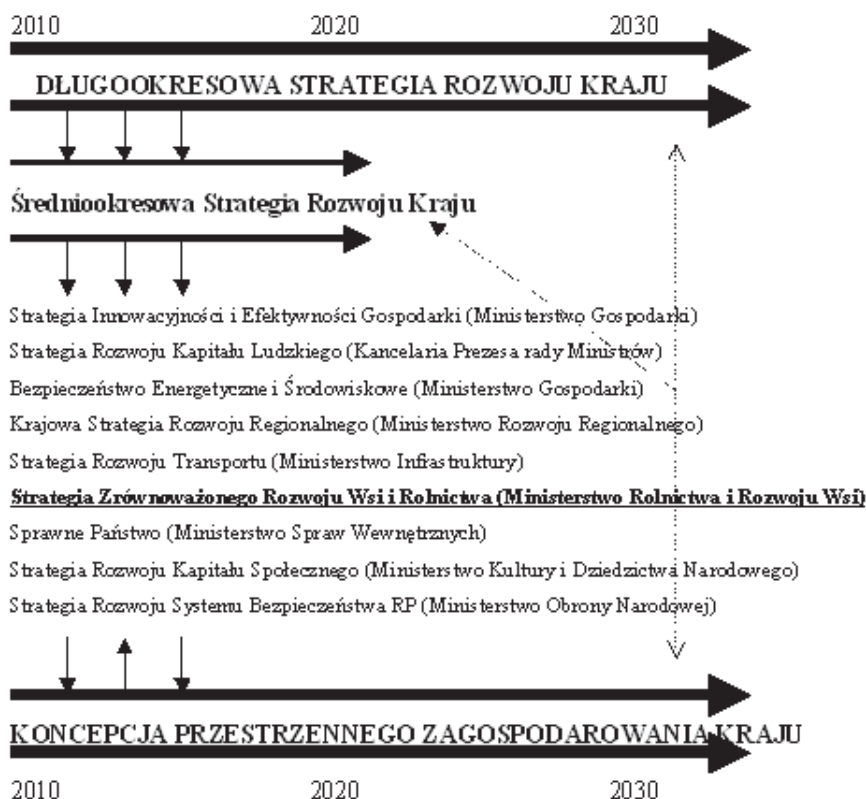 2010 2020 2030
DŁUGOOKRESOWA STRATEGIA ROZWOJU KRAJU
Średniookresowa Strategia Rozwoju Kraju
Strategia Innowacyjności i Efektywności Gospodarki (Ministerstwo Gospodarki)
Strategia Rozwoju Kapitału Ludzkiego (Kancelaria Prezesa rady Ministrów)
Bezpieczeństwo Energetyczne i Środowiskowe (Ministerstwo Gospodarki)
Krajowa Strategia Rozwoju Regionalnego (Ministerstwo Rozwoju Regionalnego)
Strategia Rozwoju Transportu (Ministerstwo Infrastruktury)
Strategia Zrównoważonego Rozwoju Wsi i Rolnictwa (Ministerstwo Rolnictwa i Rozwoju Wsi)
Sprawne Państwo (Ministerstwo Spraw Wewnętrznych)
Strategia Rozwoju Kapitału Społecznego (Ministerstwo Kultury i Dziedzictwa Narodowego)
Strategia Rozwoju Systemu Bezpieczeństwa RP (Ministerstwo Obrony Narodowej)
KONCEPCJA PRZESTRZENNEGO ZAGOSPODAROWANIA KRAJU
2010 2020 2030